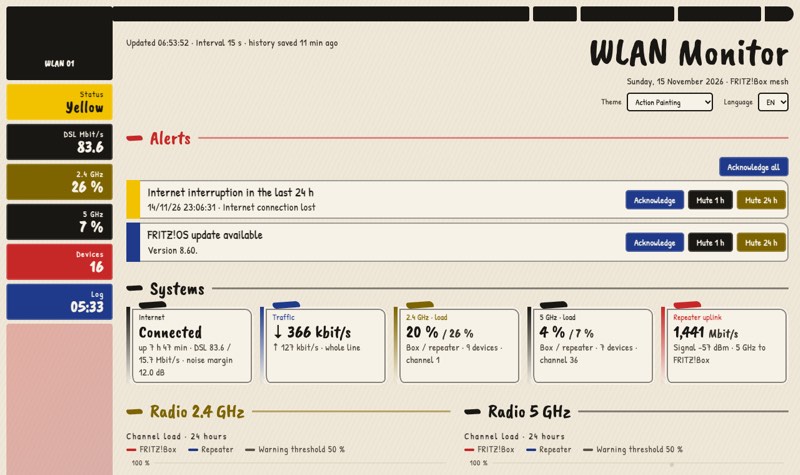 WLAN 01
Status
Yellow
DSL Mbit/s
83.6
2.4 GHz
26 %
5 GHz
7 %
Devices
16
Log
05:33
Updated 06:53:52 · Interval 15 s · history saved 11 min ago
WLAN Monitor
Sunday, 15 November 2026 · FRITZ!Box mesh
Theme Action Painting Language EN
Alerts
Acknowledge all
Internet interruption in the last 24 h
14/11/26 23:06:31 · Internet connection lost
Acknowledge Mute 1 h Mute 24 h
FRITZ!OS update available
Version 8.60.
Acknowledge Mute 1 h Mute 24 h
Systems
Internet
Connected
up 7 h 47 min · DSL 83.6 /
15.7 Mbit/s · noise margin
12.0 dB
Traffic
↓ 366 kbit/s
↑ 127 kbit/s · whole line
2.4 GHz · load
20 % / 26 %
Box / repeater · 9 devices ·
channel 1
5 GHz · load
4 % / 7 %
Box / repeater · 7 devices ·
channel 36
Repeater uplink
1,441 Mbit/s
Signal -57 dBm · 5 GHz to
FRITZ!Box
Radio 2.4 GHz
Channel load · 24 hours
FRITZ!Box Repeater Warning threshold 50 %
100 %
Radio 5 GHz
Channel load · 24 hours
FRITZ!Box Repeater Warning threshold 50 %
100 %